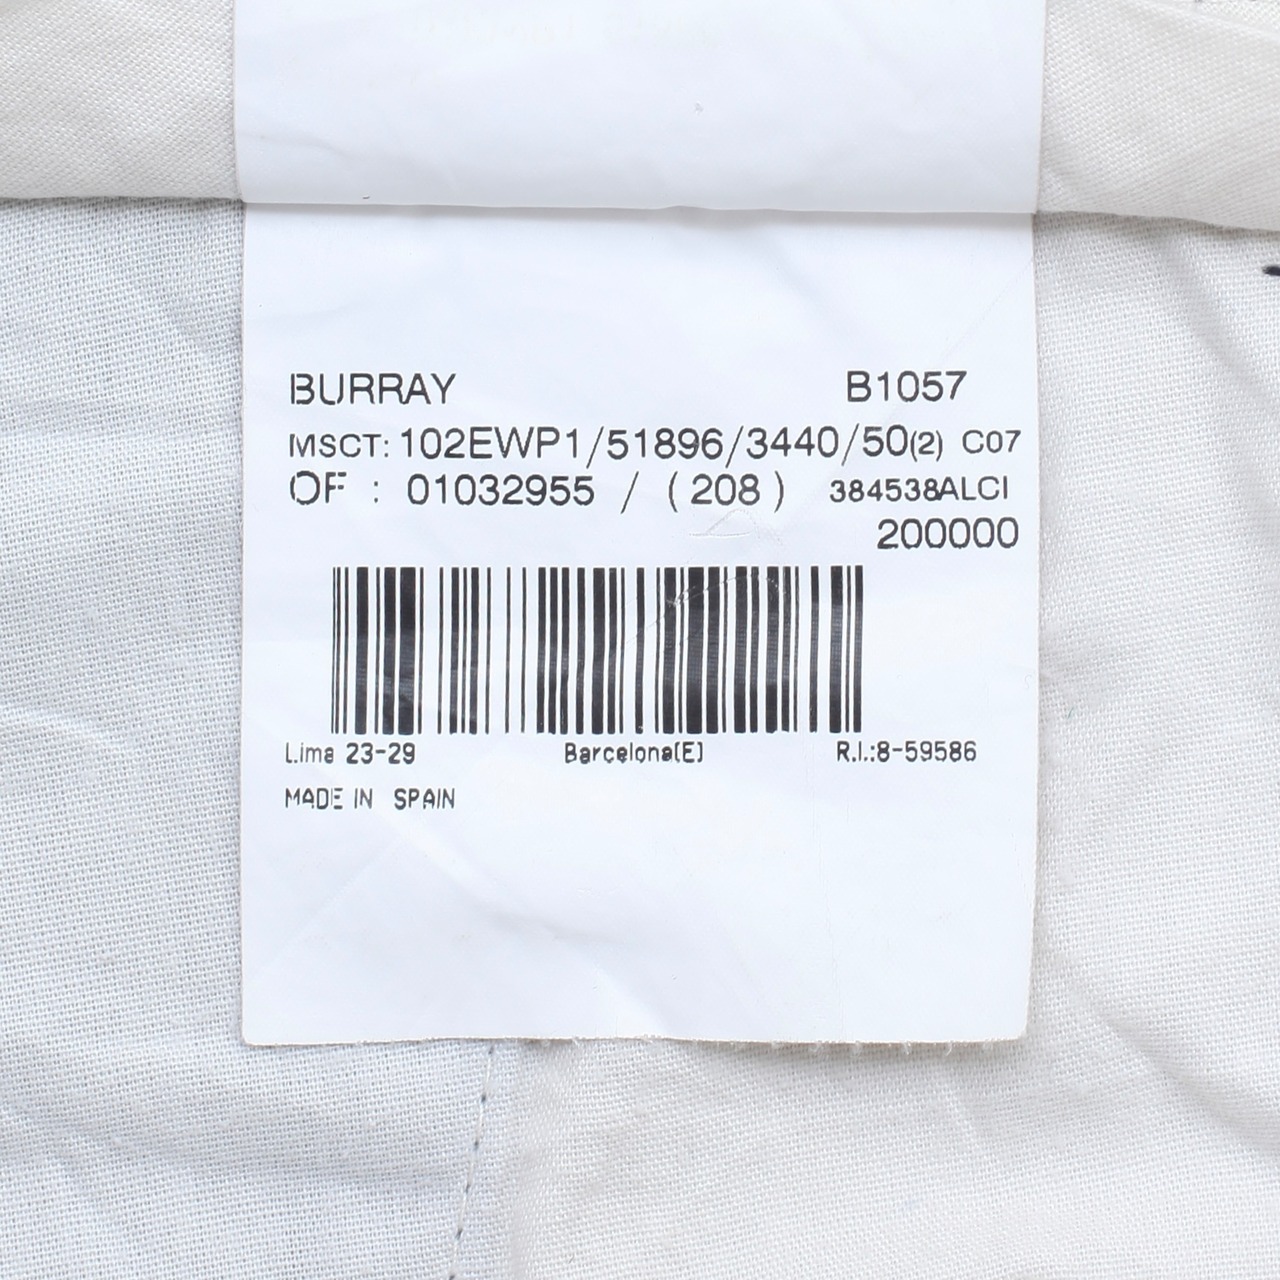 BURRAY B1057
MSCT: 102EWP1/51896/3440/50(2) C07
OF : 01032955 / ( 208 ) 384538ALCI
200000
Lima 23-29 Barcelona(E) R.I.:8-59586
MADE IN SPAIN